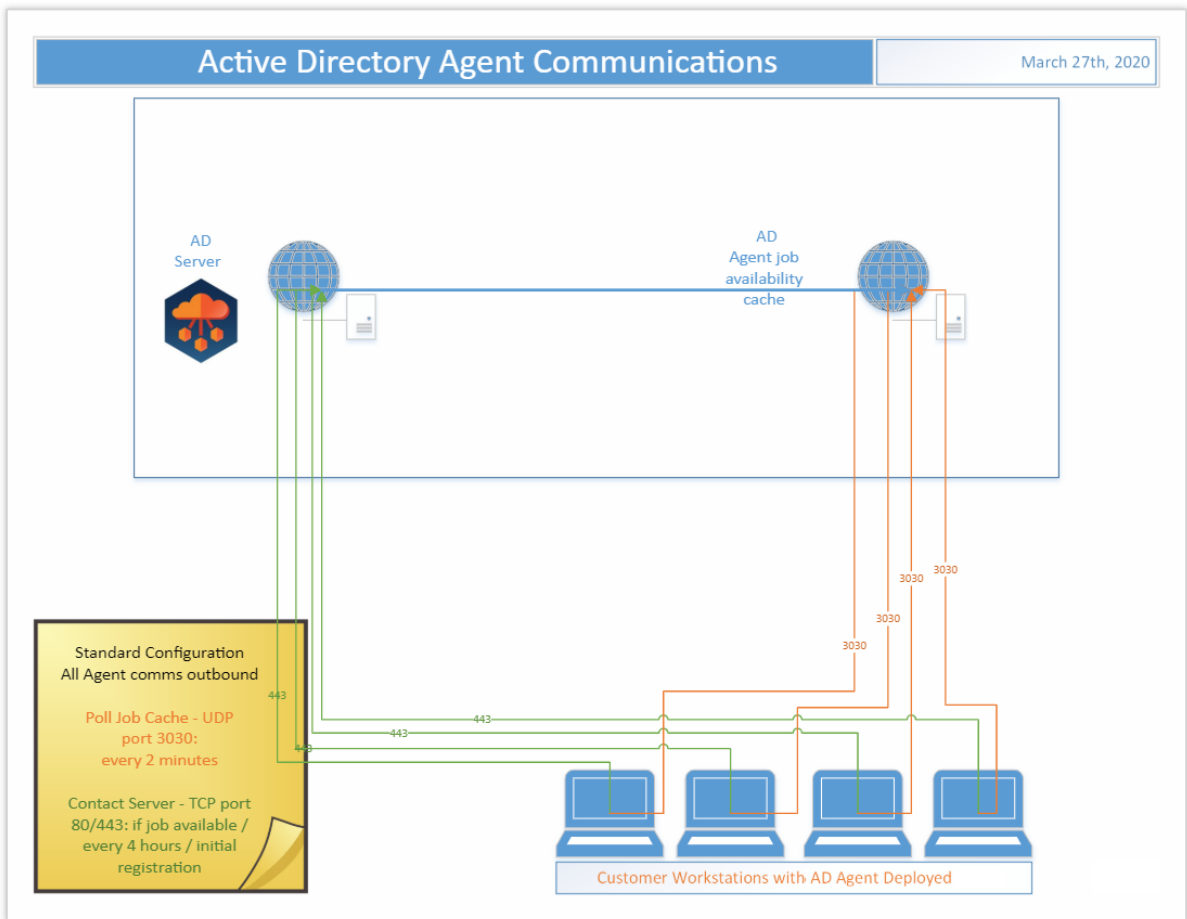 Active Directory Agent Communications
March 27th, 2020
AD
Server
AD
Agent job
availability
cache
3030
3030
3030
3030
Standard Configuration
All Agent comms outbound
Poll Job Cache - UDP
port 3030:
every 2 minutes
Contact Server - TCP port
80/443: if job available /
every 4 hours / initial
registration
443
443
443
443
Customer Workstations with AD Agent Deployed